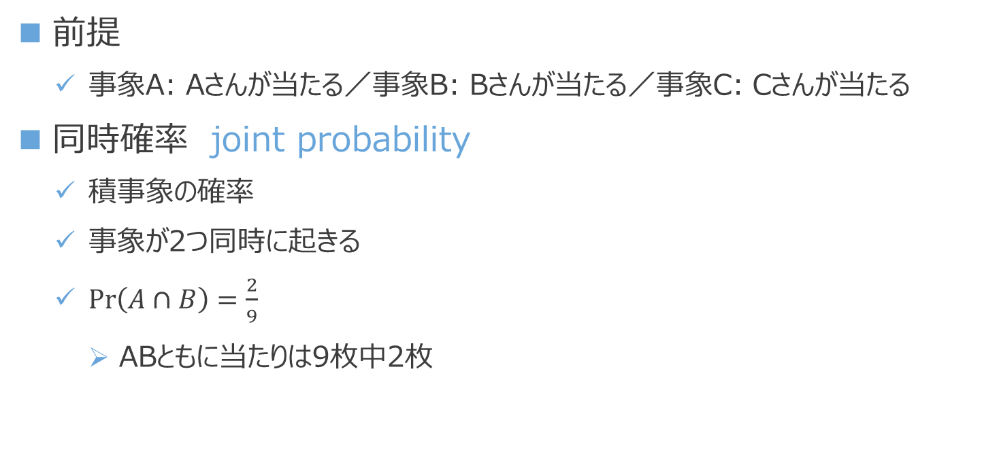 ■ 前提
✓ 事象A: Aさんが当たる／事象B: Bさんが当たる／事象C: Cさんが当たる
■ 同時確率 joint probability
✓ 積事象の確率
✓ 事象が2つ同時に起きる
✓ Pr(A ∩ B) = 2/9
➢ ABともに当たりは9枚中2枚